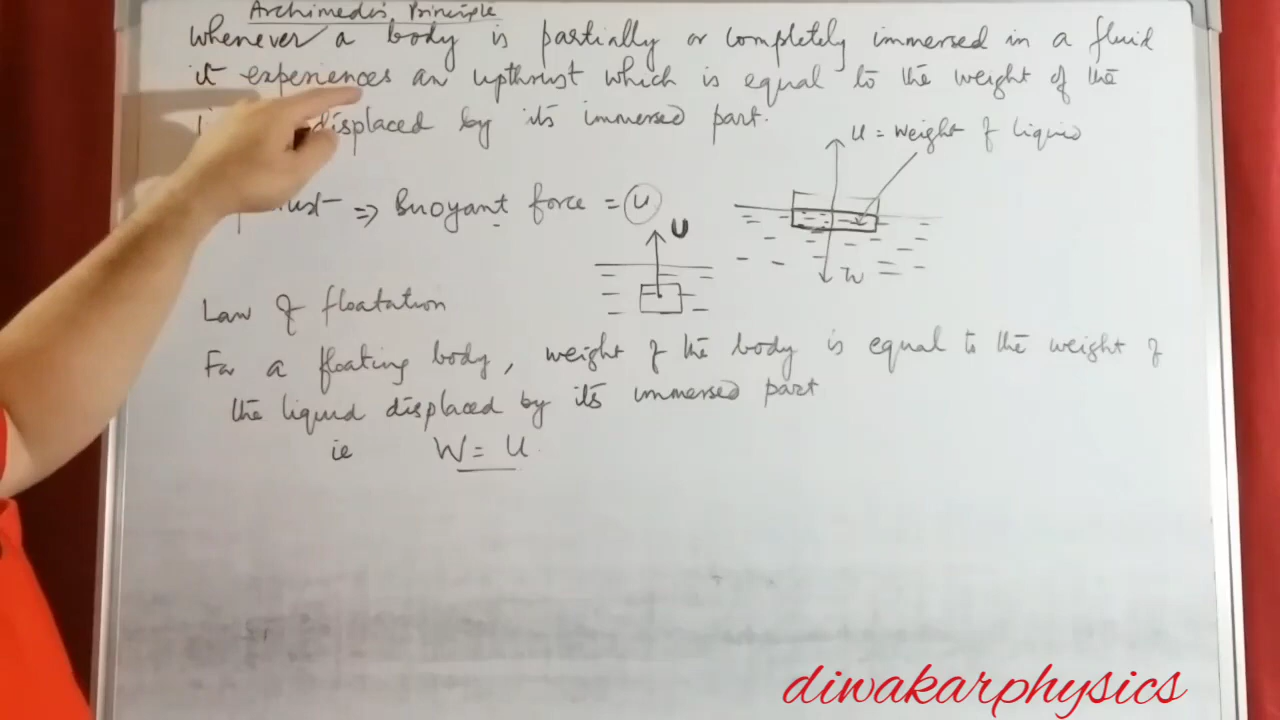 Archimedis Principle
Whenever a body is partially or completely immersed in a fluid
it experiences an upthrust which is equal to the weight of the
displaced by its immersed part.
U = Weight of liquid
=> Buoyant force = U
U
W
Law of floatation
For a floating body, weight of the body is equal to the weight of
the liquid displaced by its immersed part
ie W = U
diwakarphysics